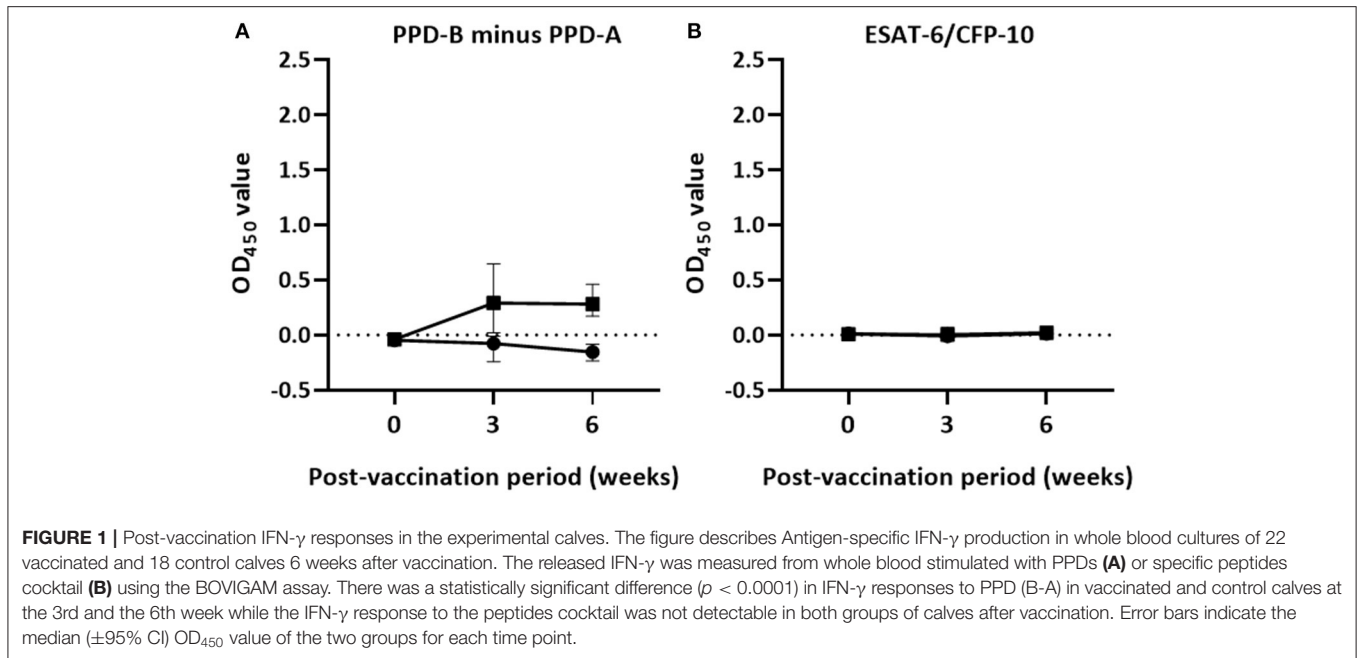 A
PPD-B minus PPD-A
2.5
2.0
1.5
1.0
0.5
0.0
-0.5
OD450 value
0
3
6
Post-vaccination period (weeks)
B
ESAT-6/CFP-10
2.5
2.0
1.5
1.0
0.5
0.0
-0.5
OD450 value
0
3
6
Post-vaccination period (weeks)
FIGURE 1 | Post-vaccination IFN-γ responses in the experimental calves. The figure describes Antigen-specific IFN-γ production in whole blood cultures of 22
vaccinated and 18 control calves 6 weeks after vaccination. The released IFN-γ was measured from whole blood stimulated with PPDs (A) or specific peptides
cocktail (B) using the BOVIGAM assay. There was a statistically significant difference (p < 0.0001) in IFN-γ responses to PPD (B-A) in vaccinated and control calves at
the 3rd and the 6th week while the IFN-γ response to the peptides cocktail was not detectable in both groups of calves after vaccination. Error bars indicate the
median (±95% CI) OD450 value of the two groups for each time point.